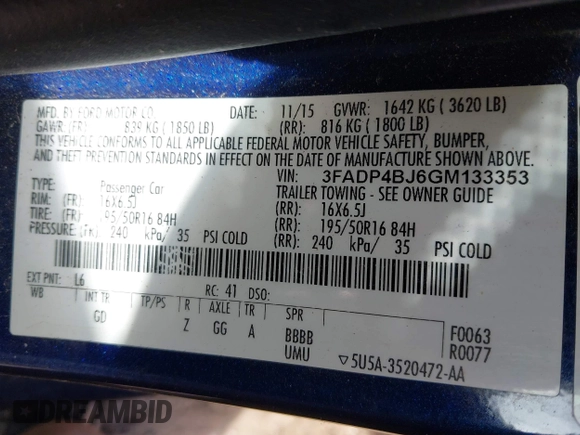 MFD. BY FORD MOTOR CO. DATE: 11/15 GVWR: 1642 KG ( 3620 LB)
GAWR: (FR): 839 KG ( 1850 LB) (RR): 816 KG ( 1800 LB)
THIS VEHICLE CONFORMS TO ALL APPLICABLE FEDERAL MOTOR VEHICLE SAFETY, BUMPER,
AND THEFT PREVENTION STANDARDS IN EFFECT ON THE DATE OF MANUFACTURE SHOWN ABOVE.
VIN: 3FADP4BJ6GM133353
TYPE: Passenger Car TRAILER TOWING - SEE OWNER GUIDE
RIM: (FR) 16X6.5J (RR): 16X6.5J
TIRE: (FR) 195/50R16 84H (RR): 195/50R16 84H
PRESSURE: (FR) 240 kPa/ 35 PSI COLD (RR): 240 kPa/ 35 PSI COLD
EXT PNT: L6 RC: 41 DSO:
WB INT TR TP/PS R AXLE TR SPR
GD Z GG A BBBB F0063
UMU R0077
▽5U5A-3520472-AA
DREAMBID